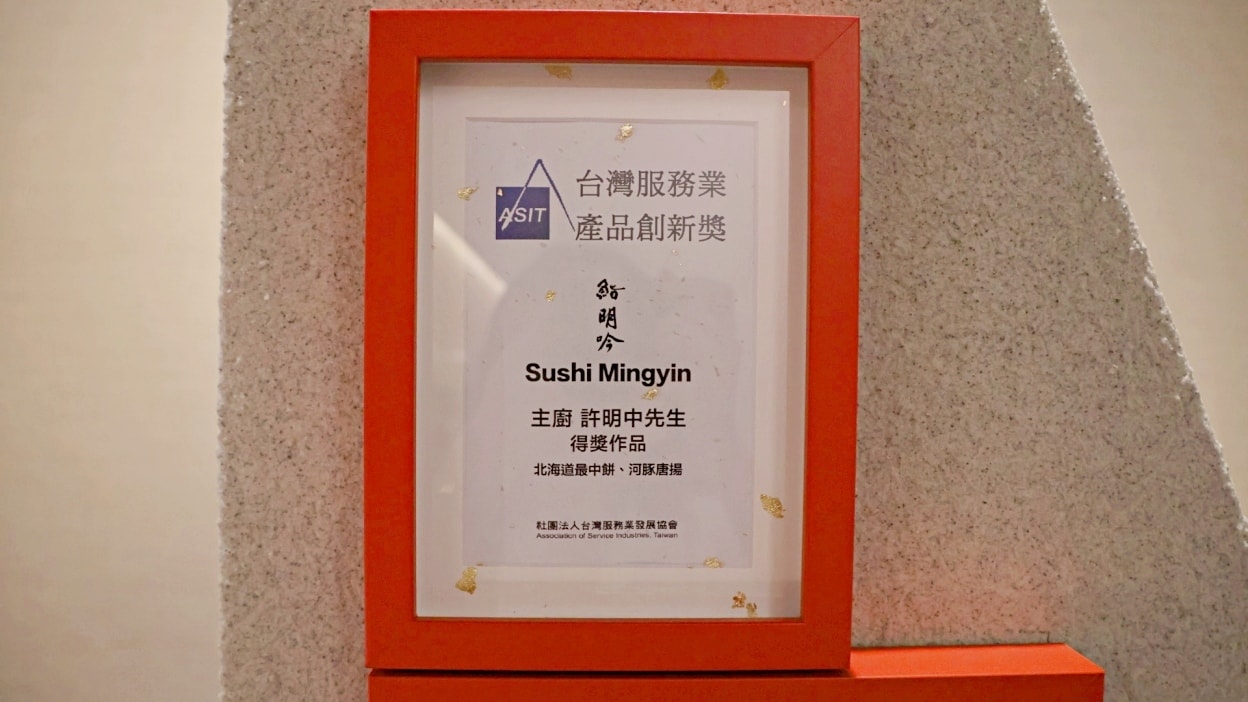 ASIT
台灣服務業
產品創新獎
鮨
明
吟
Sushi Mingyin
主廚 許明中先生
得獎作品
北海道最中餅、河豚唐揚
社團法人台灣服務業發展協會
Association of Service Industries, Taiwan